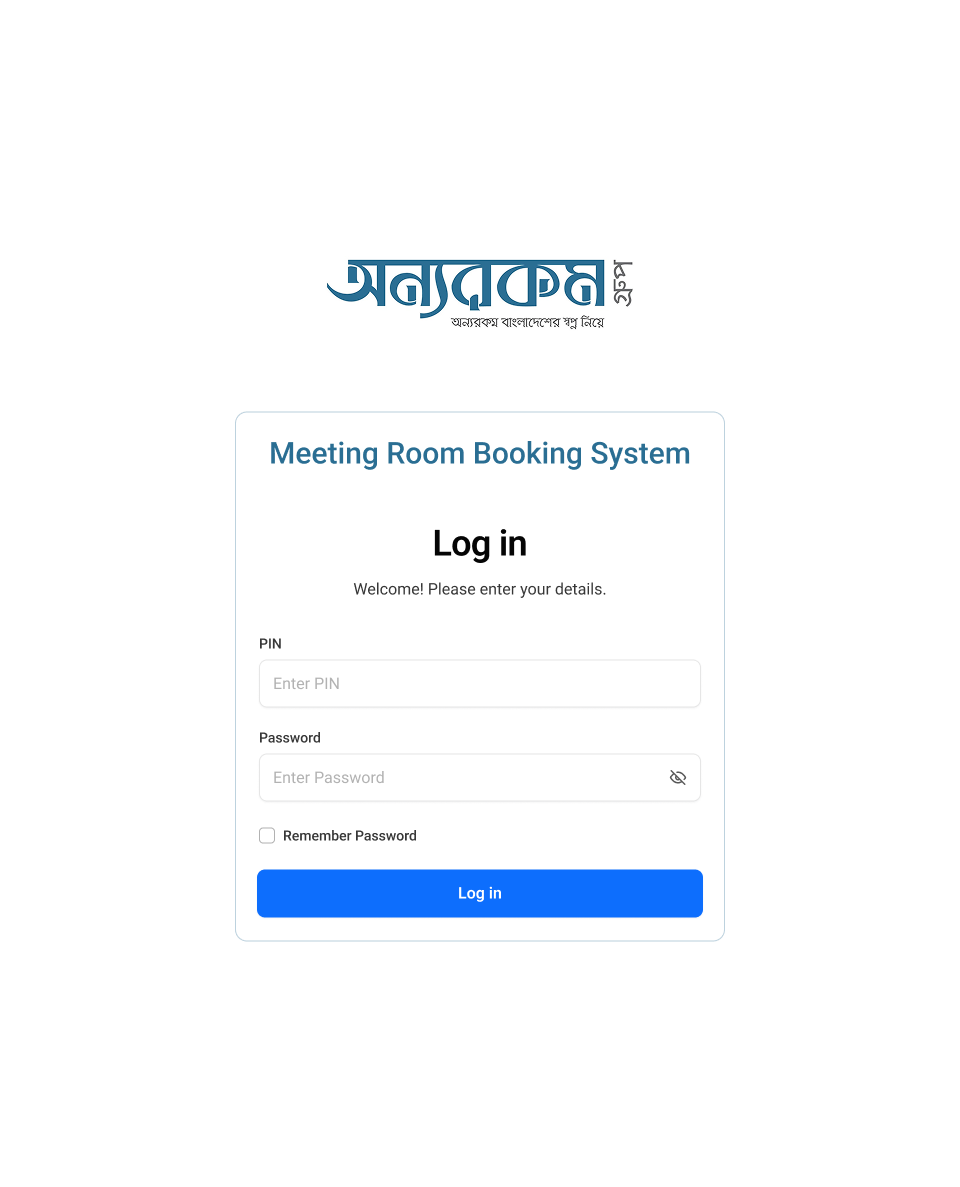 অন্যরকম গ্রুপ
অন্যরকম বাংলাদেশের স্বপ্ন নিয়ে
Meeting Room Booking System
Log in
Welcome! Please enter your details.
PIN
Enter PIN
Password
Enter Password
Remember Password
Log in